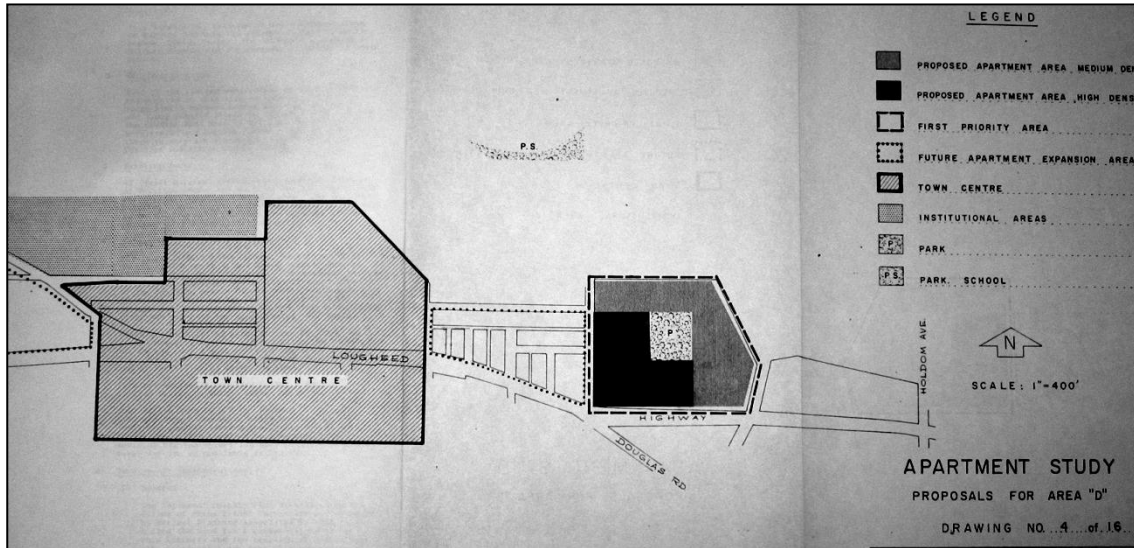 LEGEND
PROPOSED APARTMENT AREA MEDIUM DEN
PROPOSED APARTMENT AREA HIGH DENS
FIRST PRIORITY AREA
FUTURE APARTMENT EXPANSION AREA
TOWN CENTRE
INSTITUTIONAL AREAS
P PARK
P.S. PARK SCHOOL
P.S.
P
LOUGHEED
TOWN CENTRE
HIGHWAY
DOUGLAS RD
HOLDOM AVE.
N
SCALE: 1"=400'
APARTMENT STUDY
PROPOSALS FOR AREA "D"
DRAWING NO. 4 of 16